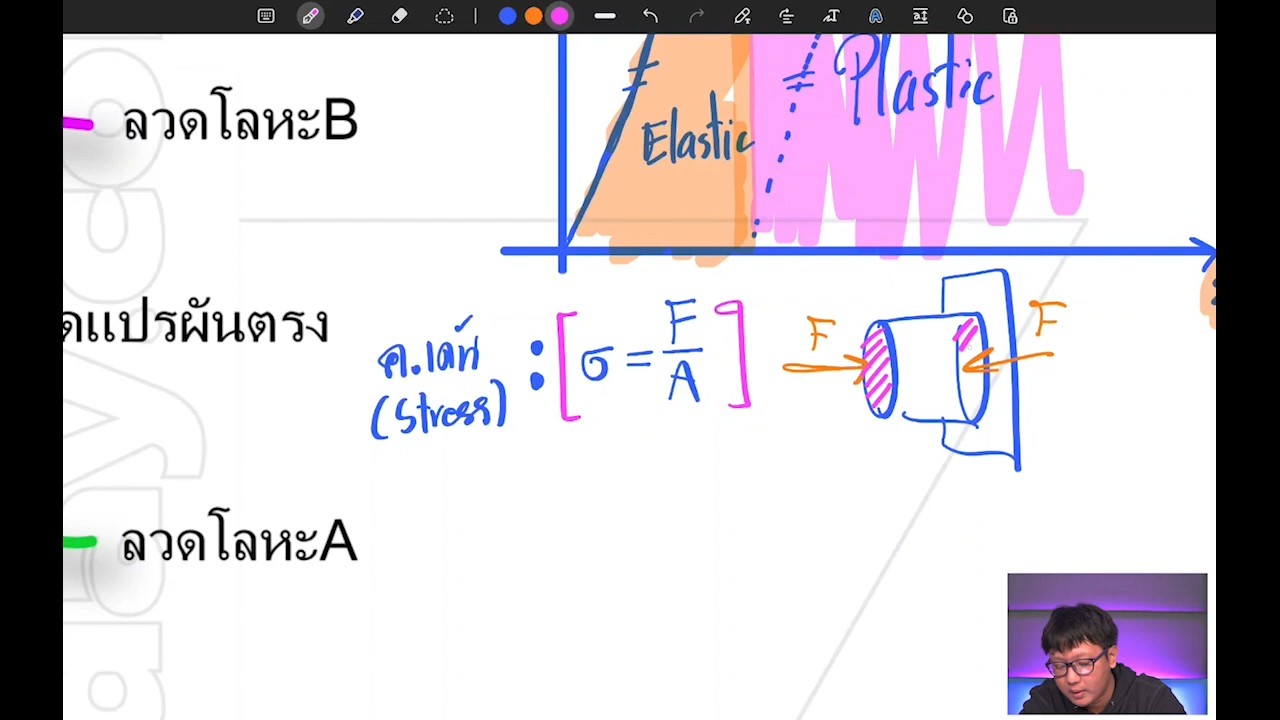 ลวดโลหะB
Elastic
Plastic
ดแปรผันตรง
ค.เค้น
(Stress)
:
[σ = F/A]
F
F
ลวดโลหะA